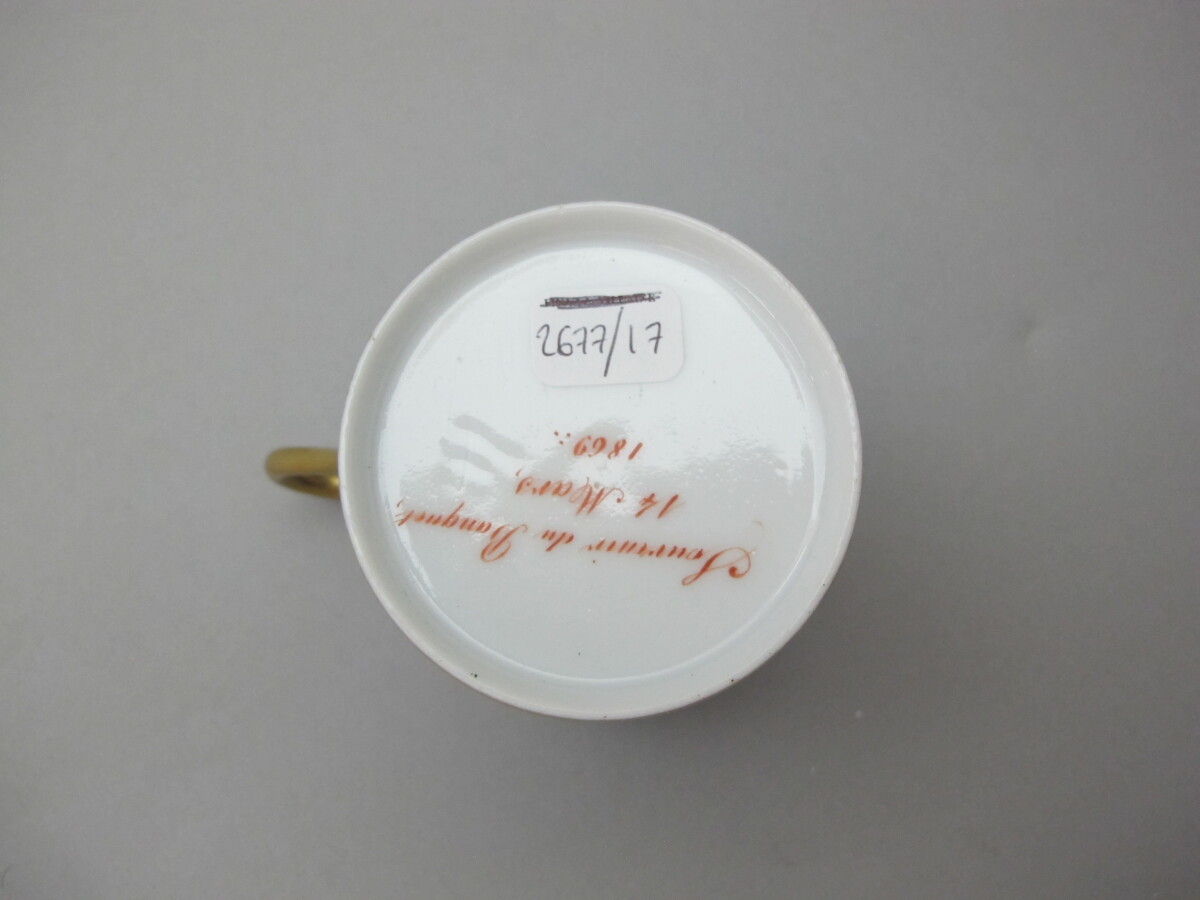 2677/17
Souvenir du Banquet,
14 Mars,
1869.